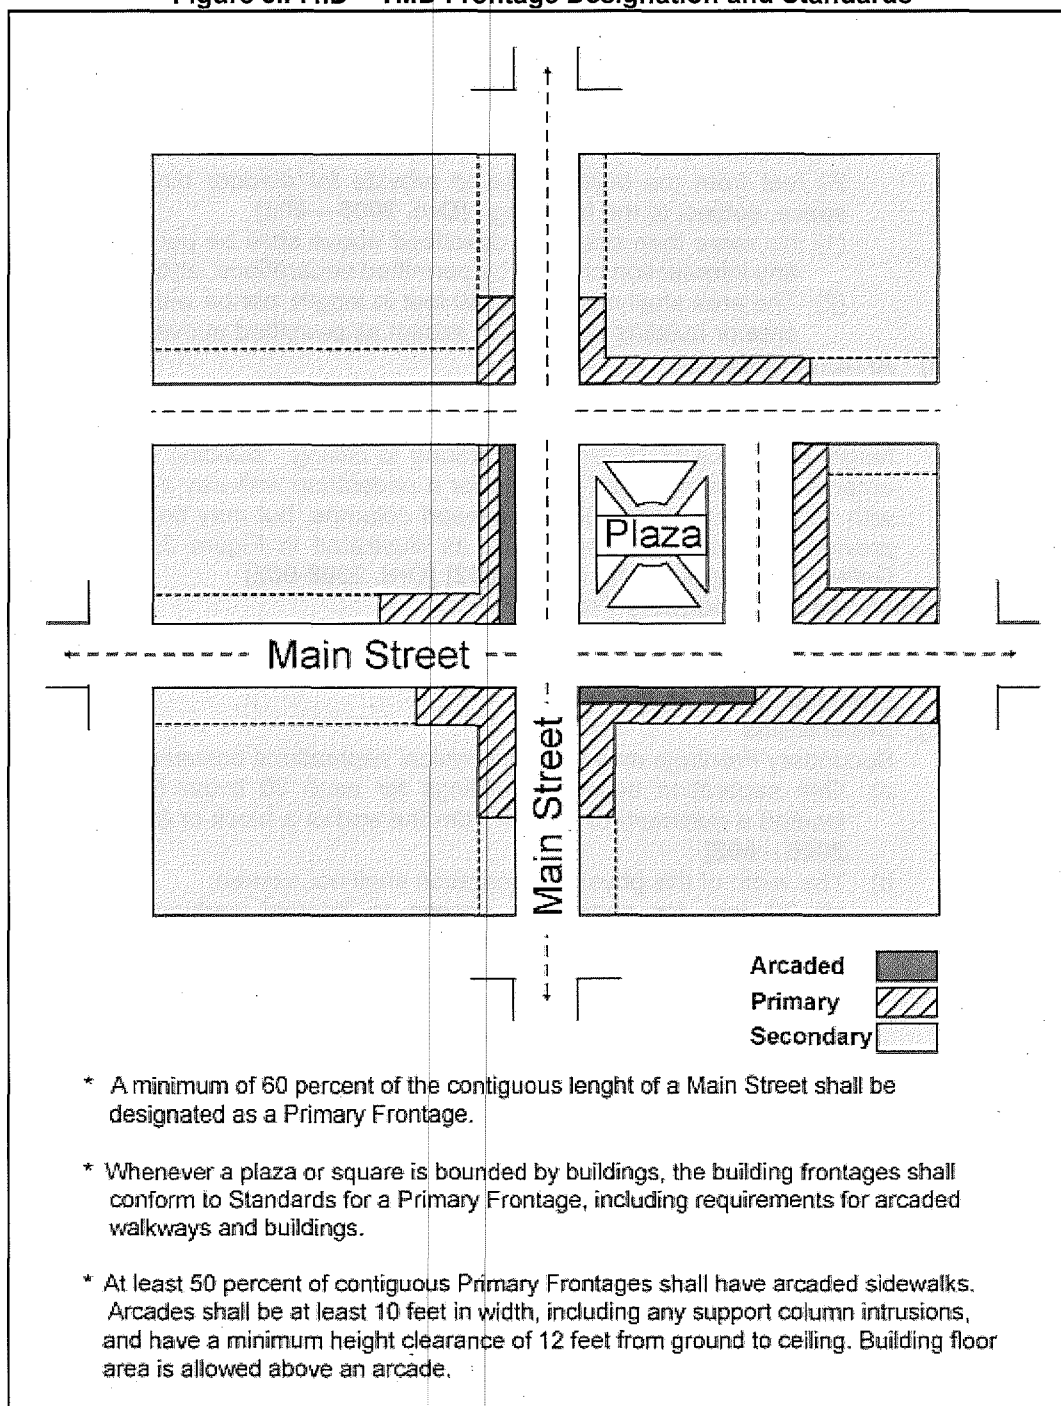 TMD Frontage Designation and Standards
Plaza
Main Street
Main Street
Arcaded
Primary
Secondary
* A minimum of 60 percent of the contiguous lenght of a Main Street shall be
designated as a Primary Frontage.
* Whenever a plaza or square is bounded by buildings, the building frontages shall
conform to Standards for a Primary Frontage, including requirements for arcaded
walkways and buildings.
* At least 50 percent of contiguous Primary Frontages shall have arcaded sidewalks.
Arcades shall be at least 10 feet in width, including any support column intrusions,
and have a minimum height clearance of 12 feet from ground to ceiling. Building floor
area is allowed above an arcade.